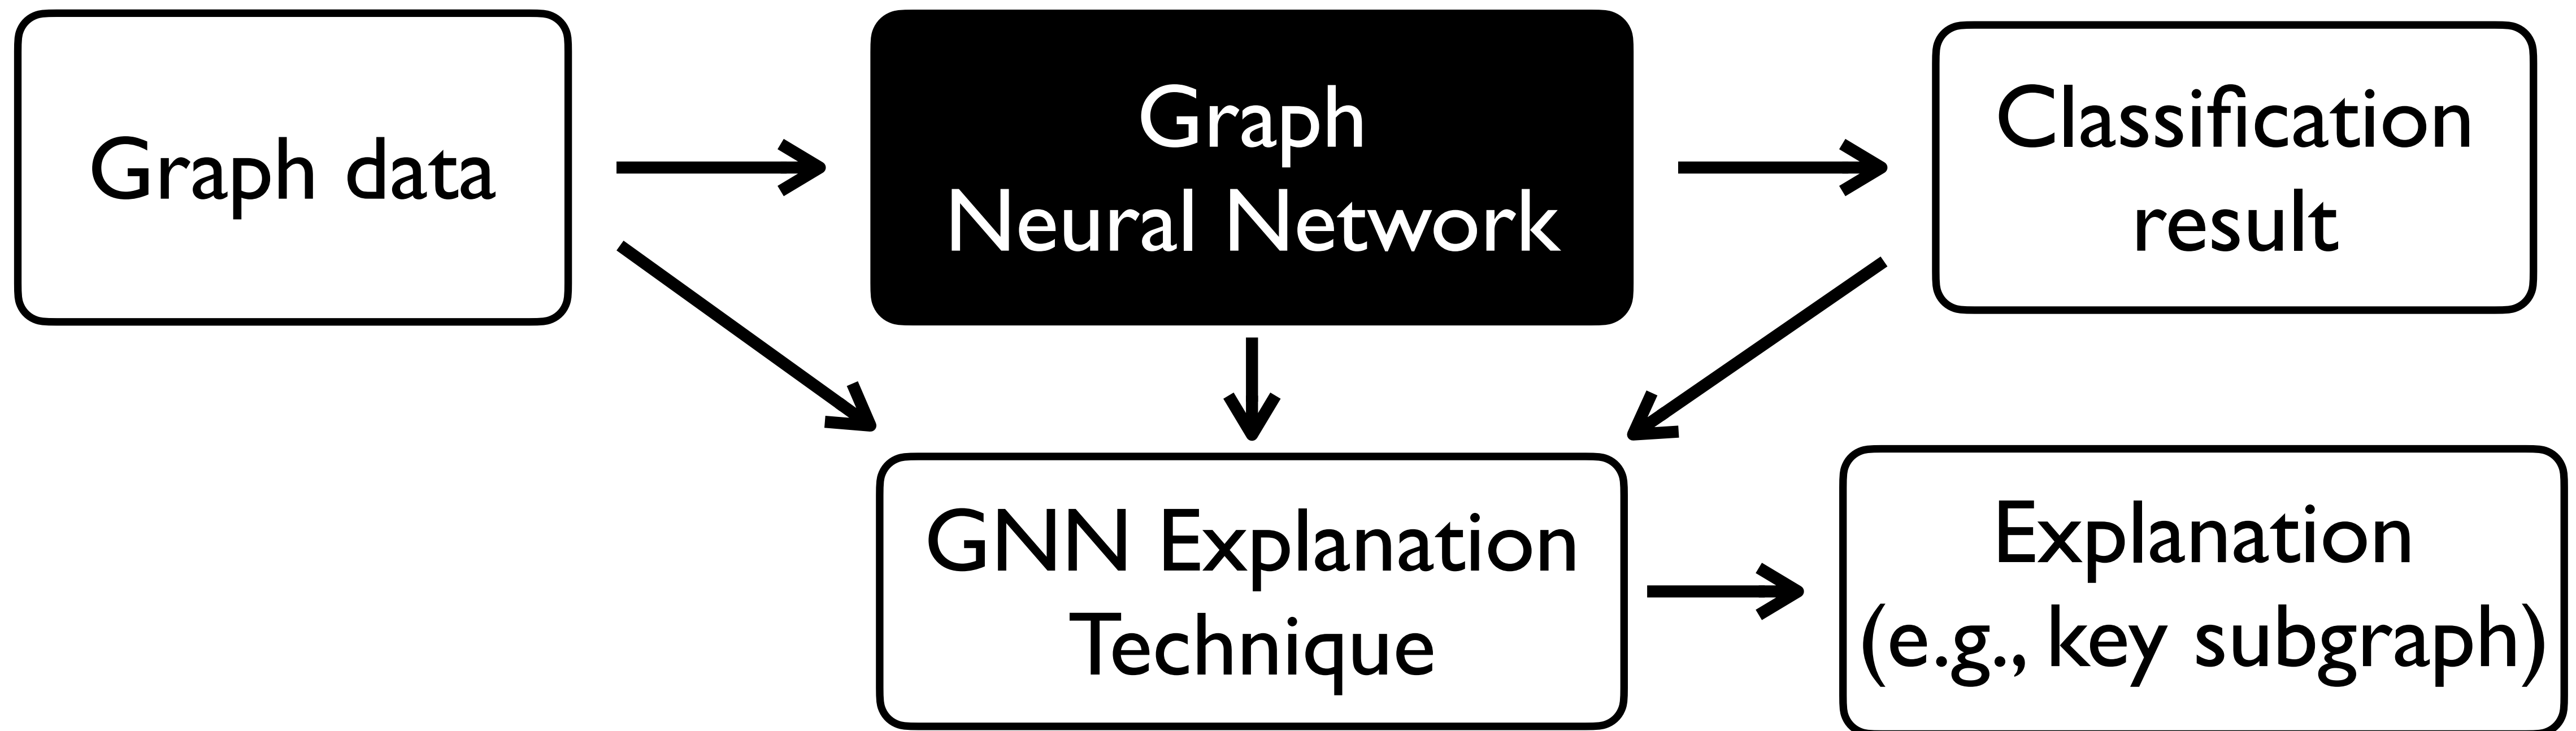 Graph data
Graph
Neural Network
Classification
result
GNN Explanation
Technique
Explanation
(e.g., key subgraph)